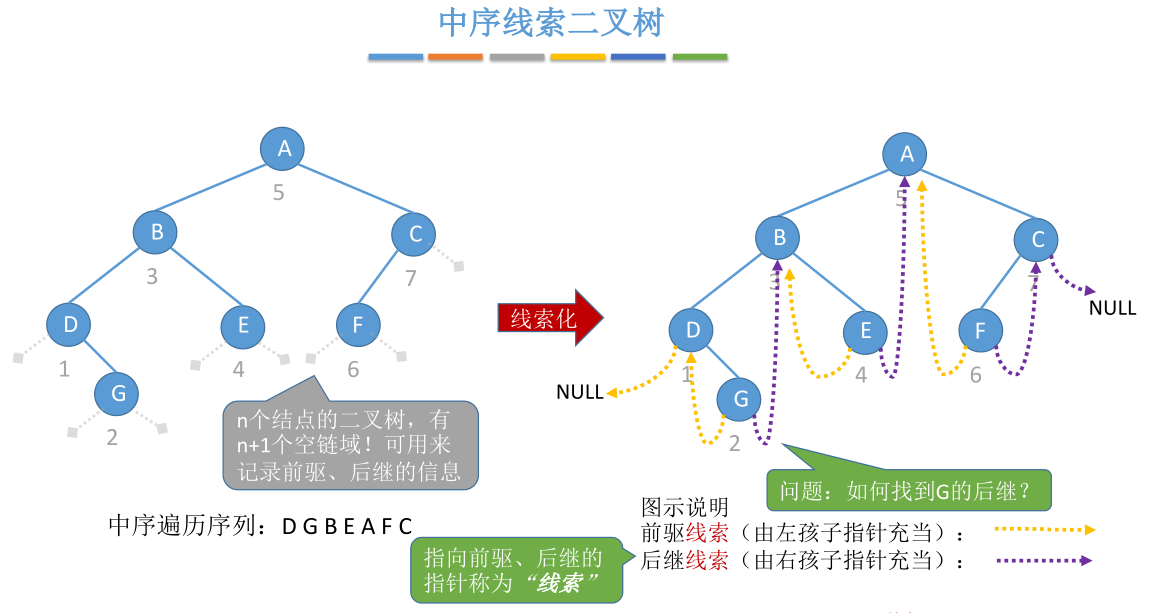 中序线索二叉树
A
5
B
3
C
7
D
1
E
4
F
6
G
2
n个结点的二叉树，有
n+1个空链域！可用来
记录前驱、后继的信息
中序遍历序列：D G B E A F C
线索化
A
5
B
3
C
7
NULL
D
1
E
4
F
6
NULL
G
2
问题：如何找到G的后继？
图示说明
前驱线索（由左孩子指针充当）：
后继线索（由右孩子指针充当）：
指向前驱、后继的
指针称为“线索”